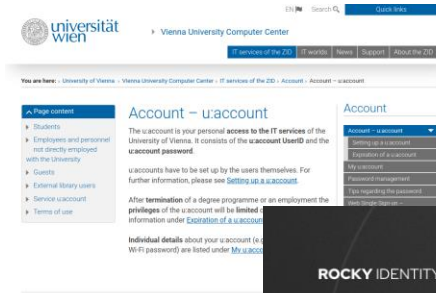 EN Search Quick links
universität
wien
Vienna University Computer Center
IT services of the ZID IT worlds News Support About the ZID
You are here: University of Vienna Vienna University Computer Center IT services of the ZID Account Account – u:account
Page content
Students
Employees and personnel
not directly employed
with the University
Guests
External library users
Service u:account
Terms of use
Account – u:account
The u:account is your personal access to the IT services of the
University of Vienna. It consists of the u:account UserID and the
u:account password.
u:accounts have to be set up by the users themselves. For
further information, please see Setting up a u:account.
After termination of a degree programme or an employment the
privileges of the u:account will be limited
information under Expiration of a u:account
Individual details about your u:account (e.g.
Wi-Fi password) are listed under My u:acco
Account
Account – u:account
Setting up a u:account
Expiration of a u:account
My u:account
Password management
Tips regarding the password
Web Single Sign-on –
ROCKY IDENTITY